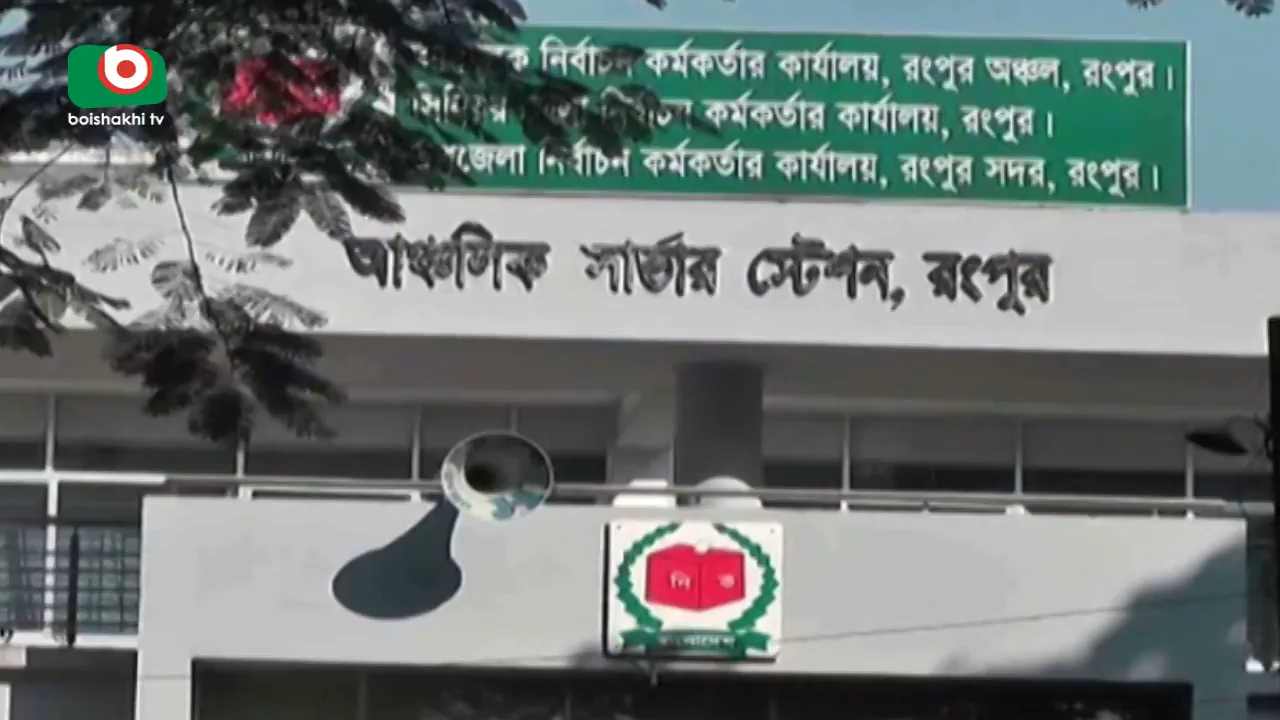 boishakhi tv
নির্বাচন কর্মকর্তার কার্যালয়, রংপুর অঞ্চল, রংপুর।
নির্বাচন কর্মকর্তার কার্যালয়, রংপুর।
নির্বাচন কর্মকর্তার কার্যালয়, রংপুর সদর, রংপুর।
আঞ্চলিক সার্ভার স্টেশন, রংপুর